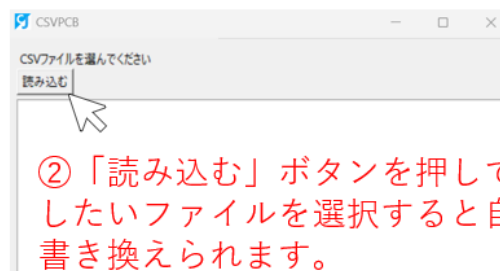 CSVPCB
CSVファイルを選んでください
読み込む
②「読み込む」ボタンを押して
したいファイルを選択すると自
書き換えられます。